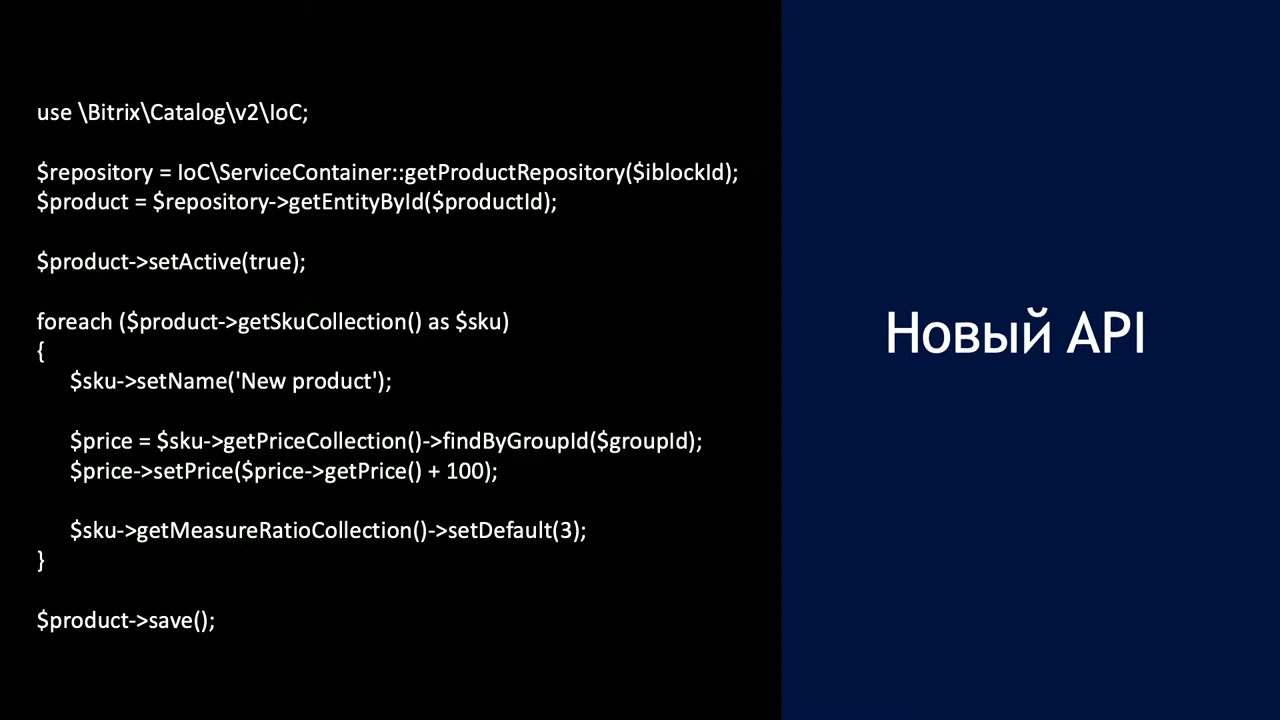 use \Bitrix\Catalog\v2\IoC;
$repository = IoC\ServiceContainer::getProductRepository($iblockId);
$product = $repository->getEntityById($productId);
$product->setActive(true);
foreach ($product->getSkuCollection() as $sku)
{
$sku->setName('New product');
$price = $sku->getPriceCollection()->findByGroupId($groupId);
$price->setPrice($price->getPrice() + 100);
$sku->getMeasureRatioCollection()->setDefault(3);
}
$product->save();
Новый API